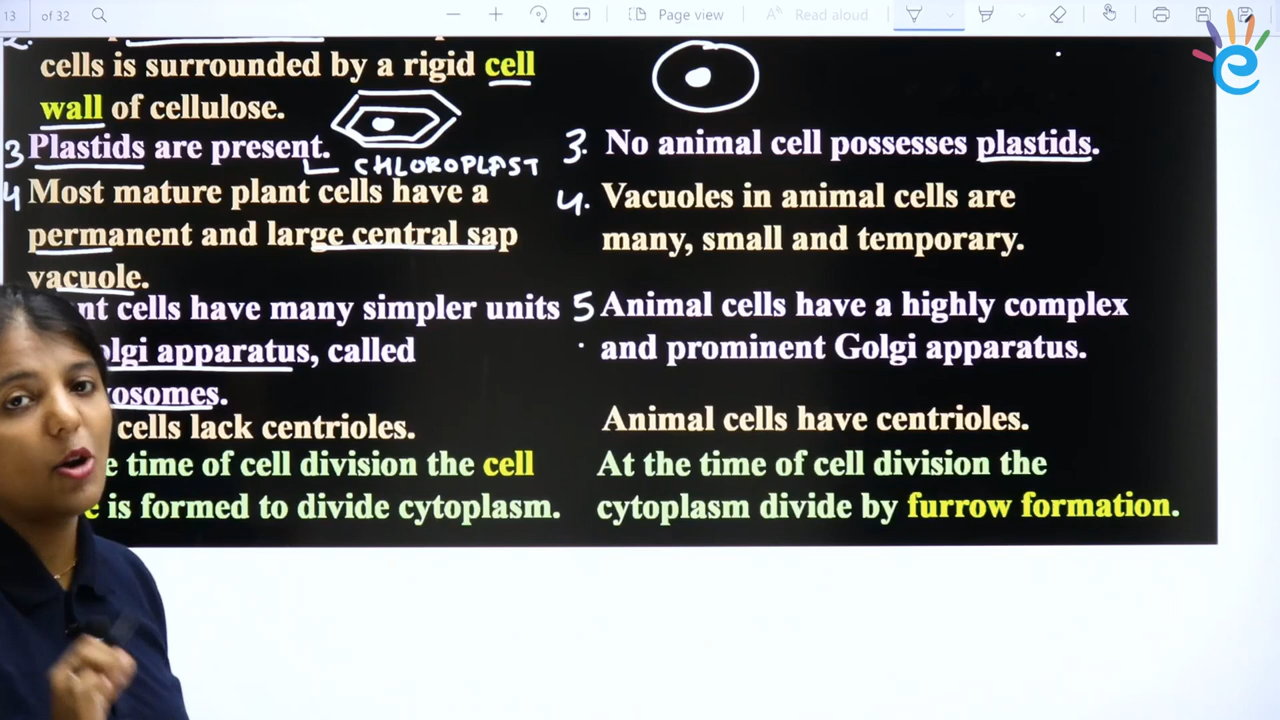 13 of 32 Page view Read aloud
2.
cells is surrounded by a rigid cell
wall of cellulose.
3 Plastids are present.
CHLOROPLAST
4 Most mature plant cells have a
permanent and large central sap
vacuole.
cells have many simpler units
apparatus, called
cells lack centrioles.
time of cell division the cell
is formed to divide cytoplasm.
3. No animal cell possesses plastids.
4. Vacuoles in animal cells are
many, small and temporary.
5 Animal cells have a highly complex
and prominent Golgi apparatus.
Animal cells have centrioles.
At the time of cell division the
cytoplasm divide by furrow formation.
e